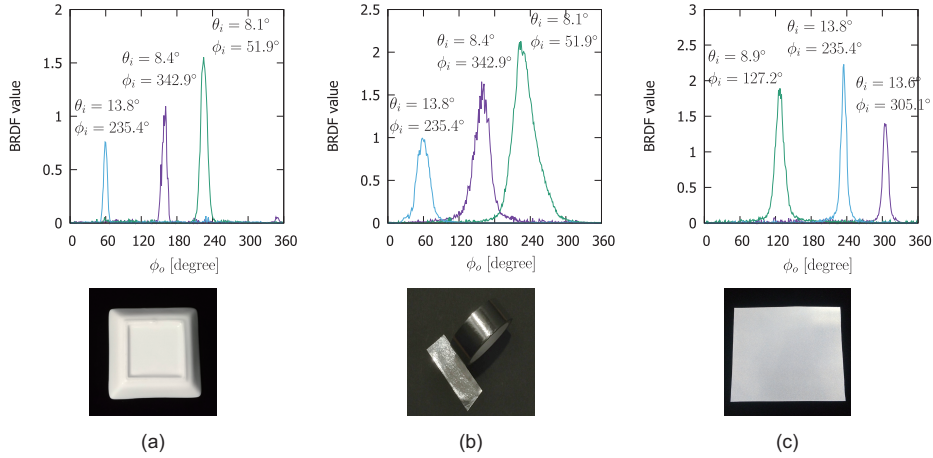 2
1.5
1
0.5
0
BRDF value
θᵢ = 8.1°
ϕᵢ = 51.9°
θᵢ = 8.4°
ϕᵢ = 342.9°
θᵢ = 13.8°
ϕᵢ = 235.4°
0 60 120 180 240 300 360
ϕₒ [degree]
(a)
2.5
2
1.5
1
0.5
0
BRDF value
θᵢ = 8.1°
ϕᵢ = 51.9°
θᵢ = 8.4°
ϕᵢ = 342.9°
θᵢ = 13.8°
ϕᵢ = 235.4°
0 60 120 180 240 300 360
ϕₒ [degree]
(b)
3
2.5
2
1.5
1
0.5
0
BRDF value
θᵢ = 13.8°
ϕᵢ = 235.4°
θᵢ = 8.9°
ϕᵢ = 127.2°
θᵢ = 13.6°
ϕᵢ = 305.1°
0 60 120 180 240 300 360
ϕₒ [degree]
(c)